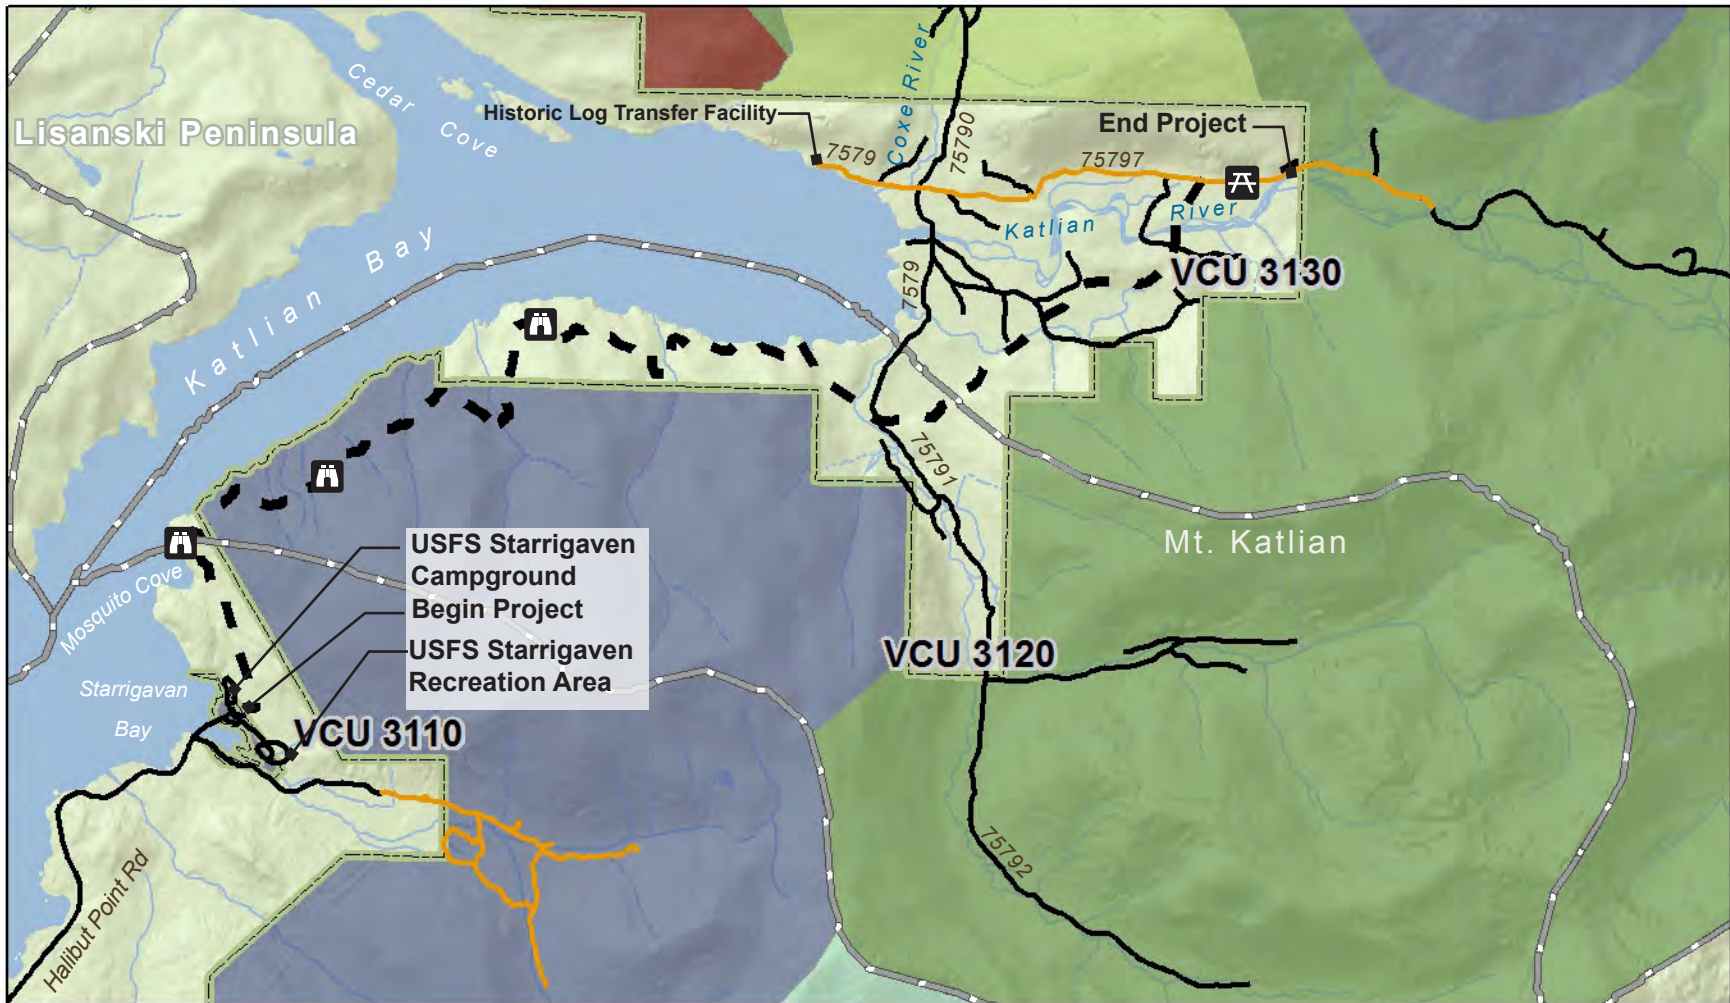 Cedar
Cove
Coxe River
Historic Log Transfer Facility
Lisanski Peninsula
7579
75790
End Project
75797
Katlian
River
Katlian Bay
7579
VCU 3130
75791
Mt. Katlian
USFS Starrigaven
Campground
Begin Project
USFS Starrigaven
Recreation Area
Mosquito Cove
VCU 3120
Starrigavan
Bay
VCU 3110
75792
Halibut Point Rd